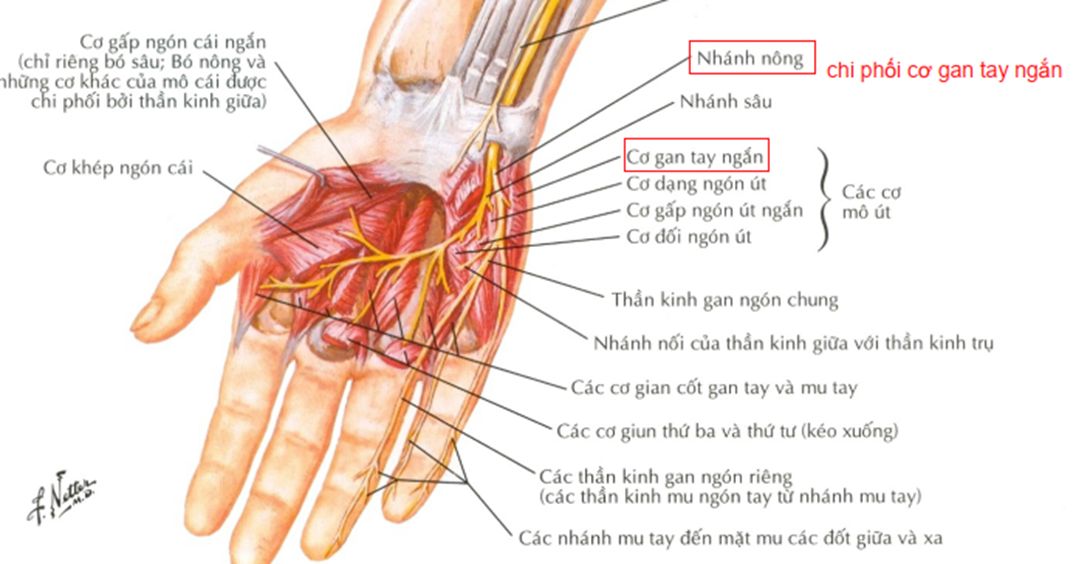 Cơ gấp ngón cái ngắn
(chỉ riêng bó sâu; Bó nông và
những cơ khác của mô cái được
chi phối bởi thần kinh giữa)
Cơ khép ngón cái
Nhánh nông
chi phối cơ gan tay ngắn
Nhánh sâu
Cơ gan tay ngắn
Cơ dạng ngón út
Cơ gấp ngón út ngắn
Cơ đối ngón út
Các cơ
mô út
Thần kinh gan ngón chung
Nhánh nối của thần kinh giữa với thần kinh trụ
Các cơ gian cốt gan tay và mu tay
Các cơ giun thứ ba và thứ tư (kéo xuống)
Các thần kinh gan ngón riêng
(các thần kinh mu ngón tay từ nhánh mu tay)
Các nhánh mu tay đến mặt mu các đốt giữa và xa
F. Netter
M.D.